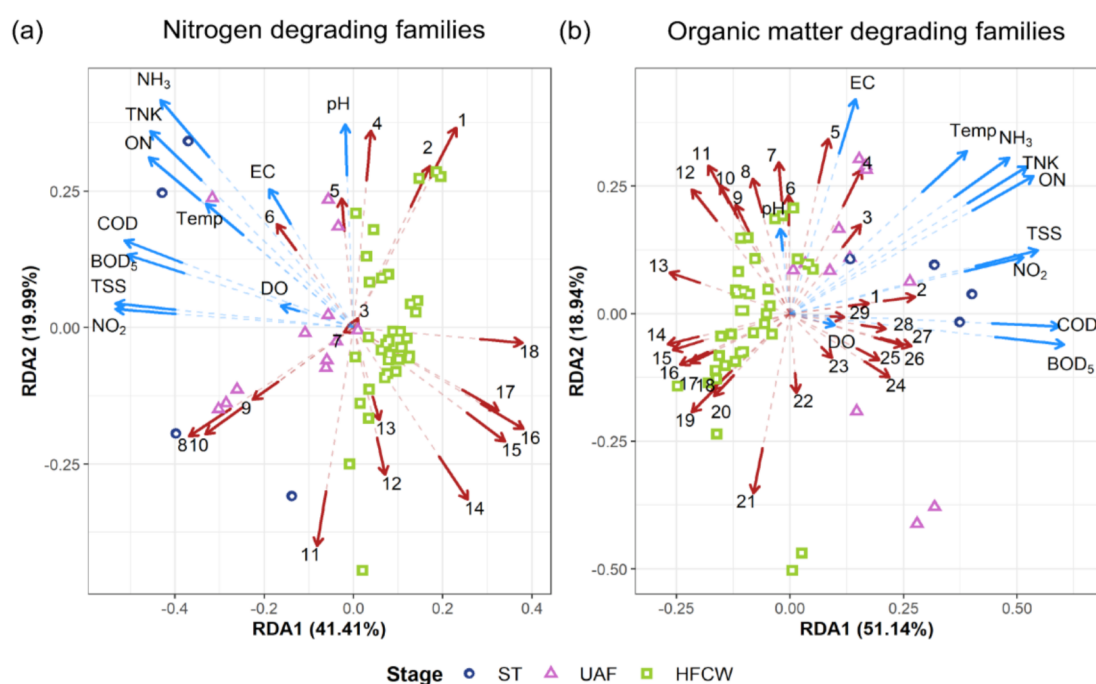 (a) Nitrogen degrading families
(b) Organic matter degrading families
NH₃
TNK
ON
pH
4
1
2
EC
5
6
Temp
COD
BOD₅
TSS
NO₂
DO
3
7
18
9
8 10
17
16
15
13
12
14
11
0.25
0.00
-0.25
RDA2 (19.99%)
-0.4
-0.2
0.0
0.2
0.4
RDA1 (41.41%)
EC
5
Temp
NH₃
TNK
ON
11
12
10
8
7
9
6
4
pH
3
TSS
NO₂
13
1
2
29
28
27
DO
COD
BOD₅
14
15
16
17
18
19
20
23
25
26
24
22
21
0.25
0.00
-0.25
-0.50
RDA2 (18.94%)
-0.25
0.00
0.25
0.50
RDA1 (51.14%)
Stage ST UAF HFCW